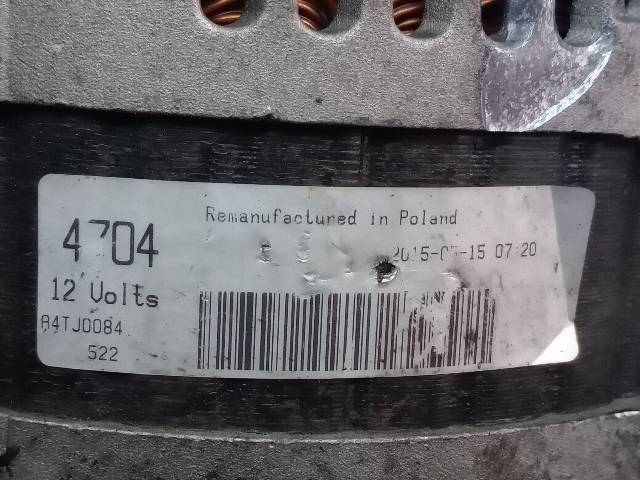 Remanufactured in Poland
4704
12 Volts
07:20
A4TJ0084
522